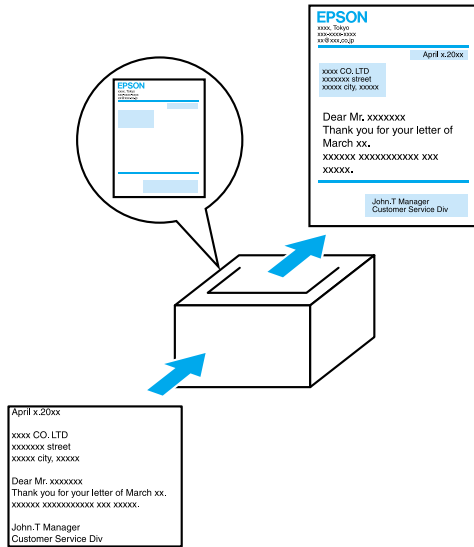 EPSON
xxxx, Tokyo
xxx-xxxx-xxxx
xx@xxx,co.jp
April x.20xx
xxxx CO. LTD
xxxxxxx street
xxxxx city, xxxxx
Dear Mr. xxxxxxx
Thank you for your letter of
March xx.
xxxxxx xxxxxxxxxxx xxx
xxxxx.
John.T Manager
Customer Service Div
EPSON
April x.20xx
xxxx CO. LTD
xxxxxxx street
xxxxx city, xxxxx
Dear Mr. xxxxxxx
Thank you for your letter of March xx.
xxxxxx xxxxxxxxxxx xxx xxxxx.
John.T Manager
Customer Service Div